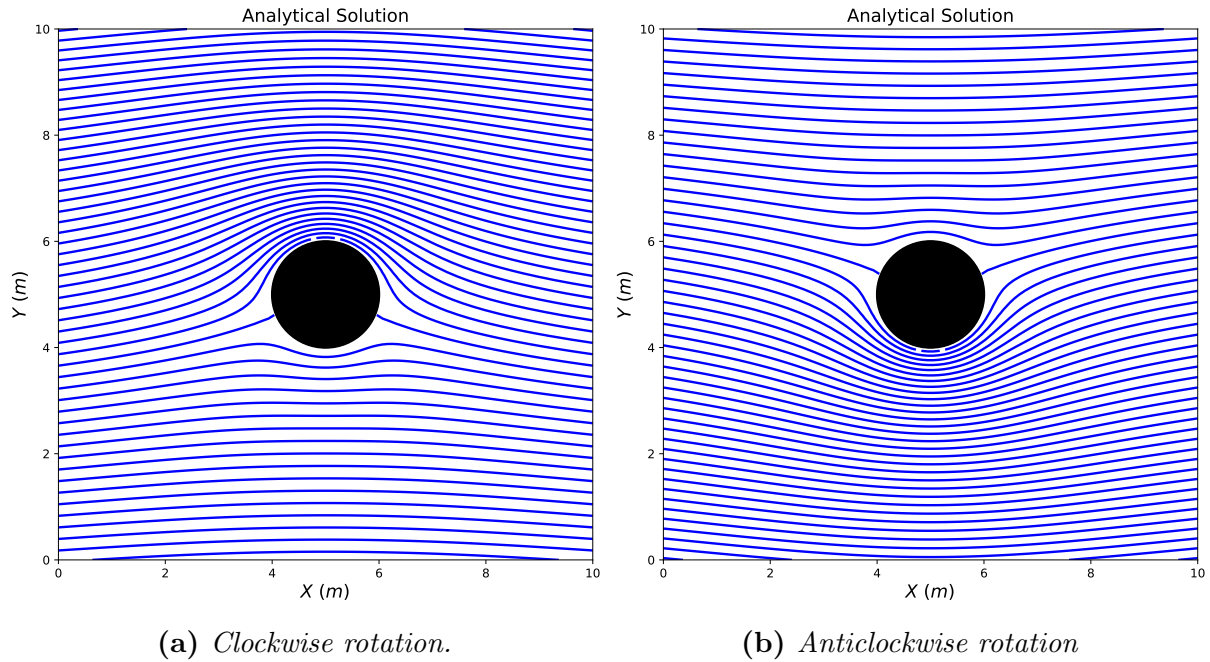 Analytical Solution
10
8
6
4
2
0
Y (m)
0 2 4 6 8 10
X (m)
(a) Clockwise rotation.
Analytical Solution
10
8
6
4
2
0
Y (m)
0 2 4 6 8 10
X (m)
(b) Anticlockwise rotation